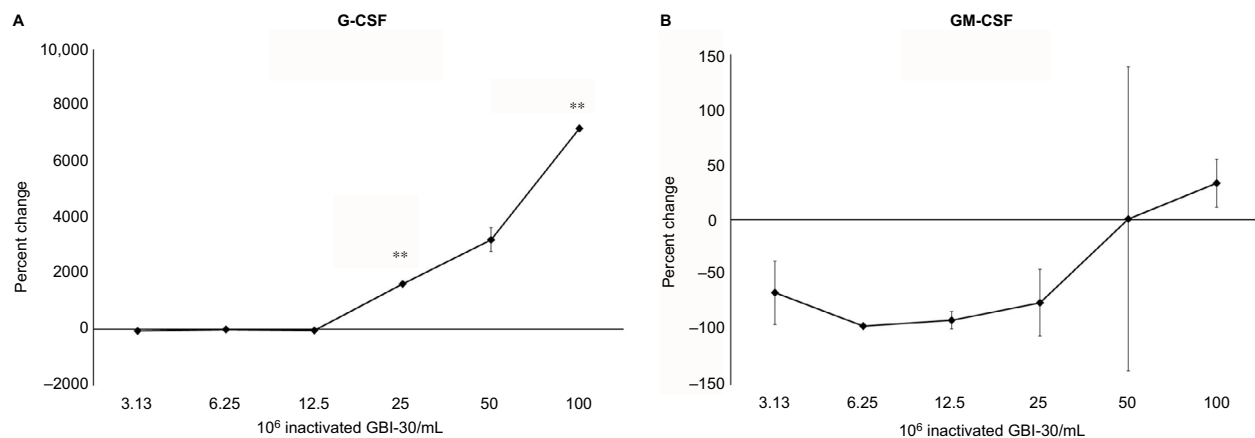 A
G-CSF
10,000
8000
6000
4000
2000
0
–2000
Percent change
**
**
3.13 6.25 12.5 25 50 100
10⁶ inactivated GBI-30/mL
B
GM-CSF
150
100
50
0
–50
–100
–150
Percent change
3.13 6.25 12.5 25 50 100
10⁶ inactivated GBI-30/mL